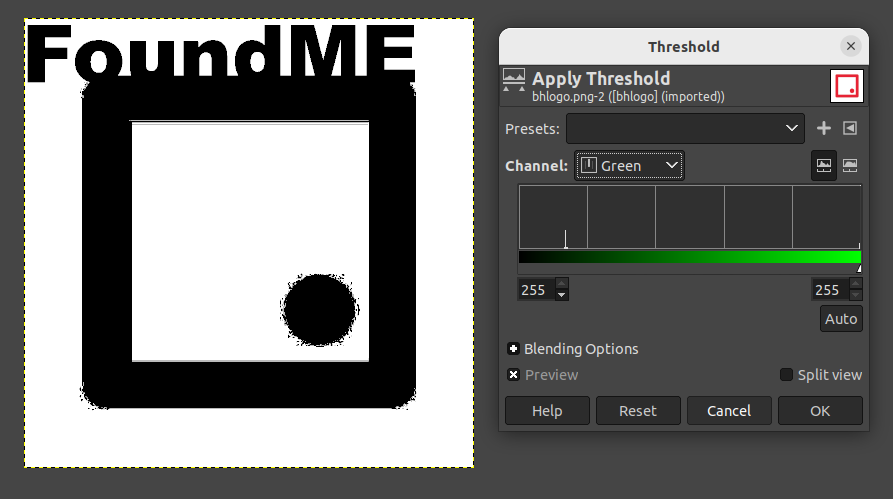 FoundME
Threshold
Apply Threshold
bhlogo.png-2 ([bhlogo] (imported))
Presets:
Channel: Green
255 255
Auto
Blending Options
Preview Split view
Help Reset Cancel OK